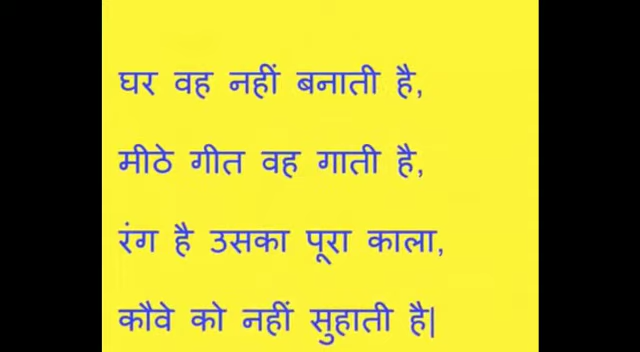 घर वह नहीं बनाती है,
मीठे गीत वह गाती है,
रंग है उसका पूरा काला,
कौवे को नहीं सुहाती है|